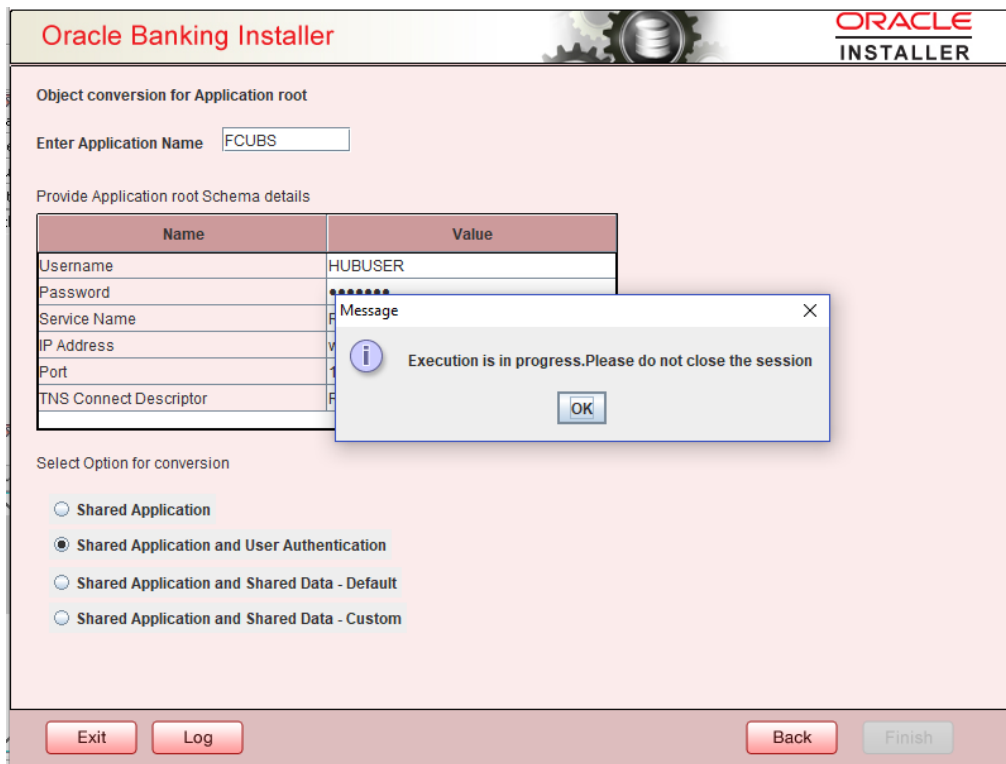 Oracle Banking Installer
ORACLE
INSTALLER
Object conversion for Application root
Enter Application Name FCUBS
Provide Application root Schema details
Name Value
Username HUBUSER
Password
Service Name
IP Address
Port
TNS Connect Descriptor
Message
Execution is in progress.Please do not close the session
OK
Select Option for conversion
Shared Application
Shared Application and User Authentication
Shared Application and Shared Data - Default
Shared Application and Shared Data - Custom
Exit Log Back Finish